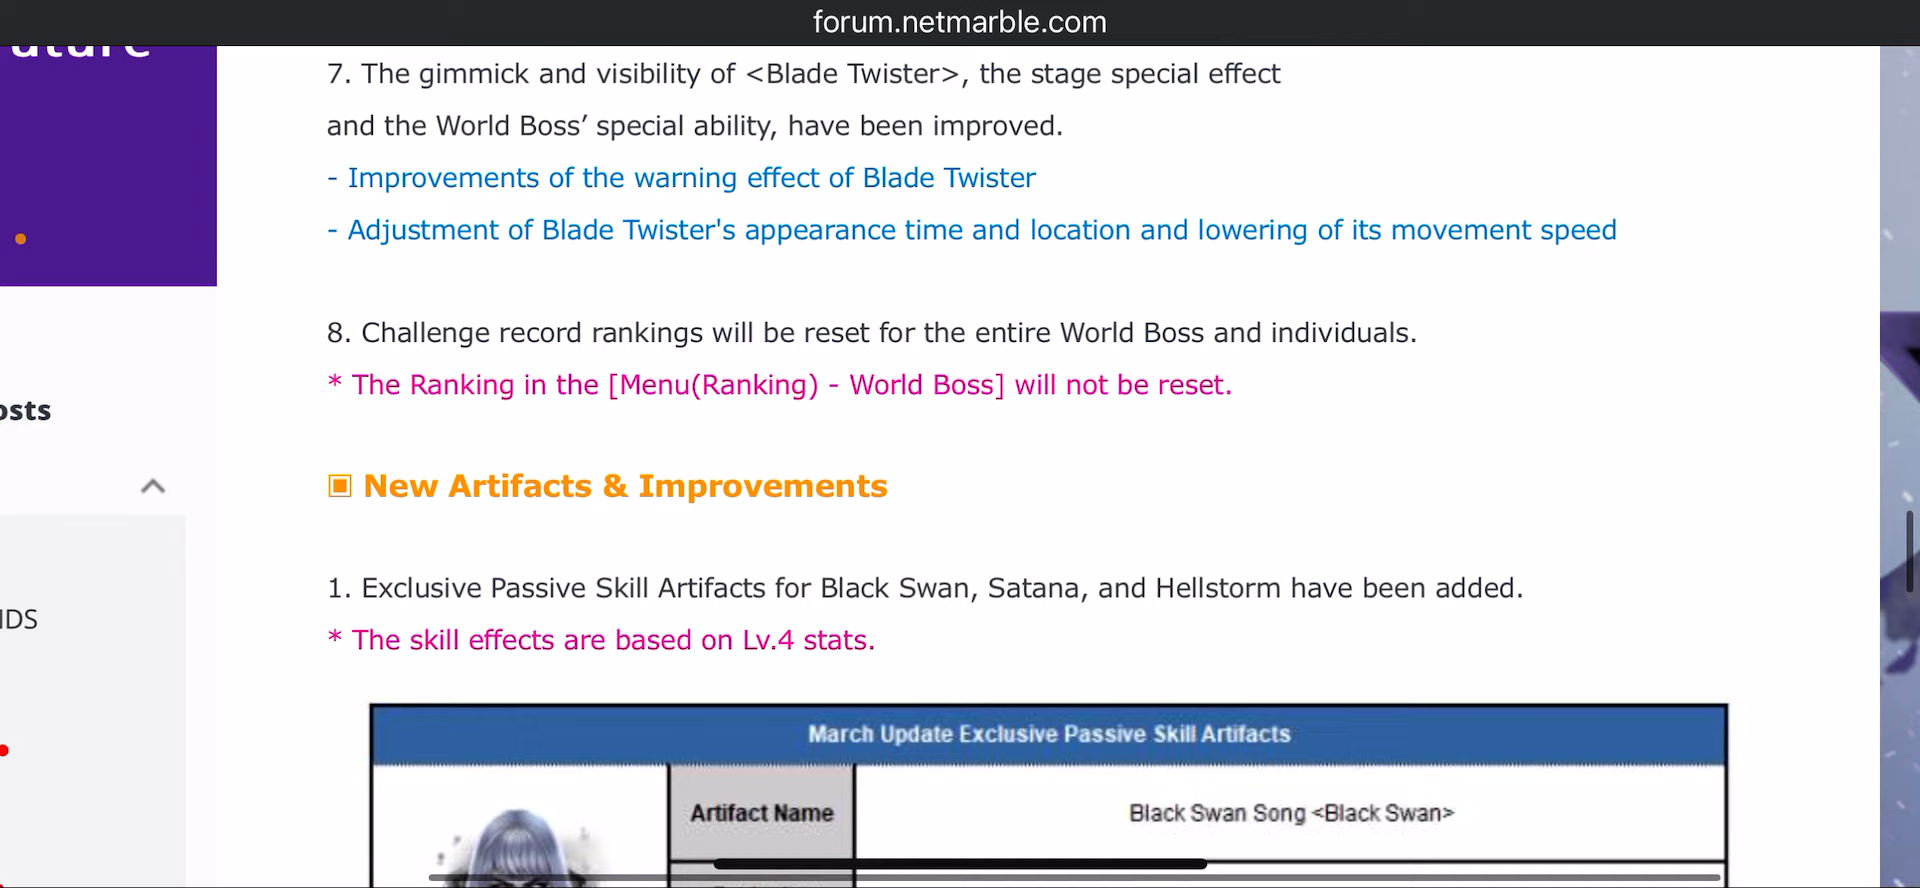 forum.netmarble.com
uture
7. The gimmick and visibility of <Blade Twister>, the stage special effect
and the World Boss’ special ability, have been improved.
- Improvements of the warning effect of Blade Twister
- Adjustment of Blade Twister's appearance time and location and lowering of its movement speed
8. Challenge record rankings will be reset for the entire World Boss and individuals.
* The Ranking in the [Menu(Ranking) - World Boss] will not be reset.
osts
▣ New Artifacts & Improvements
1. Exclusive Passive Skill Artifacts for Black Swan, Satana, and Hellstorm have been added.
NDS
* The skill effects are based on Lv.4 stats.
March Update Exclusive Passive Skill Artifacts
Artifact Name
Black Swan Song <Black Swan>